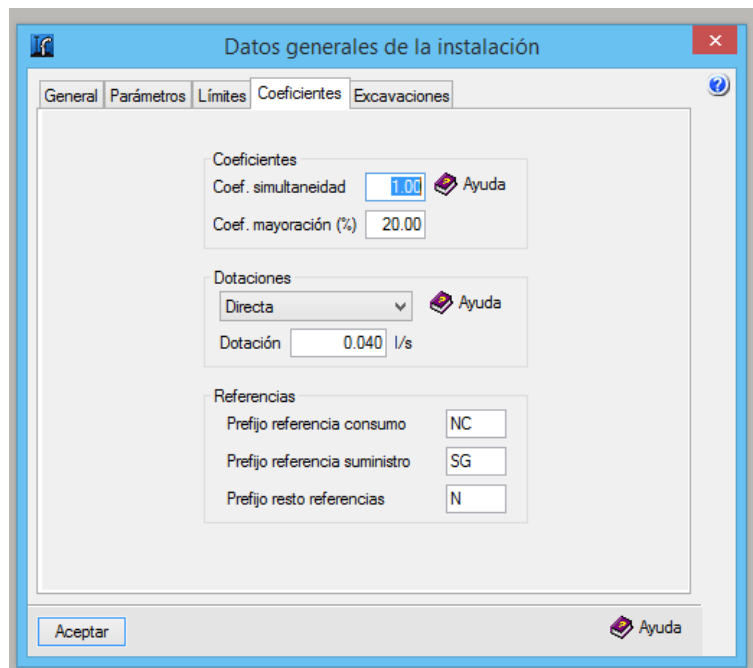 Datos generales de la instalación
General Parámetros Límites Coeficientes Excavaciones
Coeficientes
Coef. simultaneidad 1.00 Ayuda
Coef. mayoración (%) 20.00
Dotaciones
Directa Ayuda
Dotación 0.040 l/s
Referencias
Prefijo referencia consumo NC
Prefijo referencia suministro SG
Prefijo resto referencias N
Aceptar Ayuda